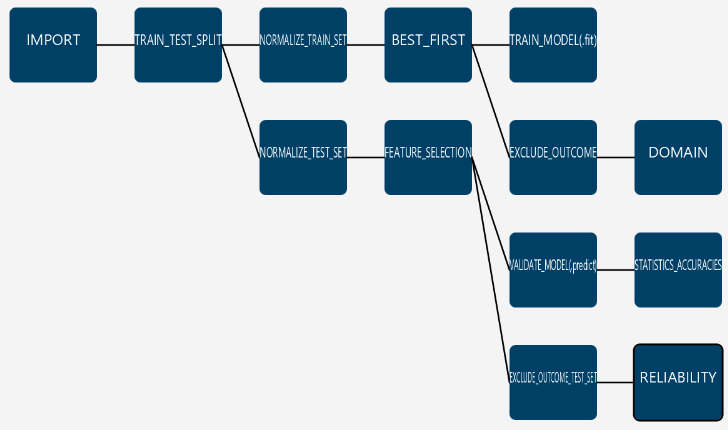 IMPORT
TRAIN_TEST_SPLIT
NORMALIZE_TRAIN_SET
BEST_FIRST
TRAIN_MODEL(.fit)
NORMALIZE_TEST_SET
FEATURE_SELECTION
EXCLUDE_OUTCOME
DOMAIN
VALIDATE_MODEL(.predict)
STATISTICS_ACCURACIES
EXCLUDE_OUTCOME_TEST_SET
RELIABILITY